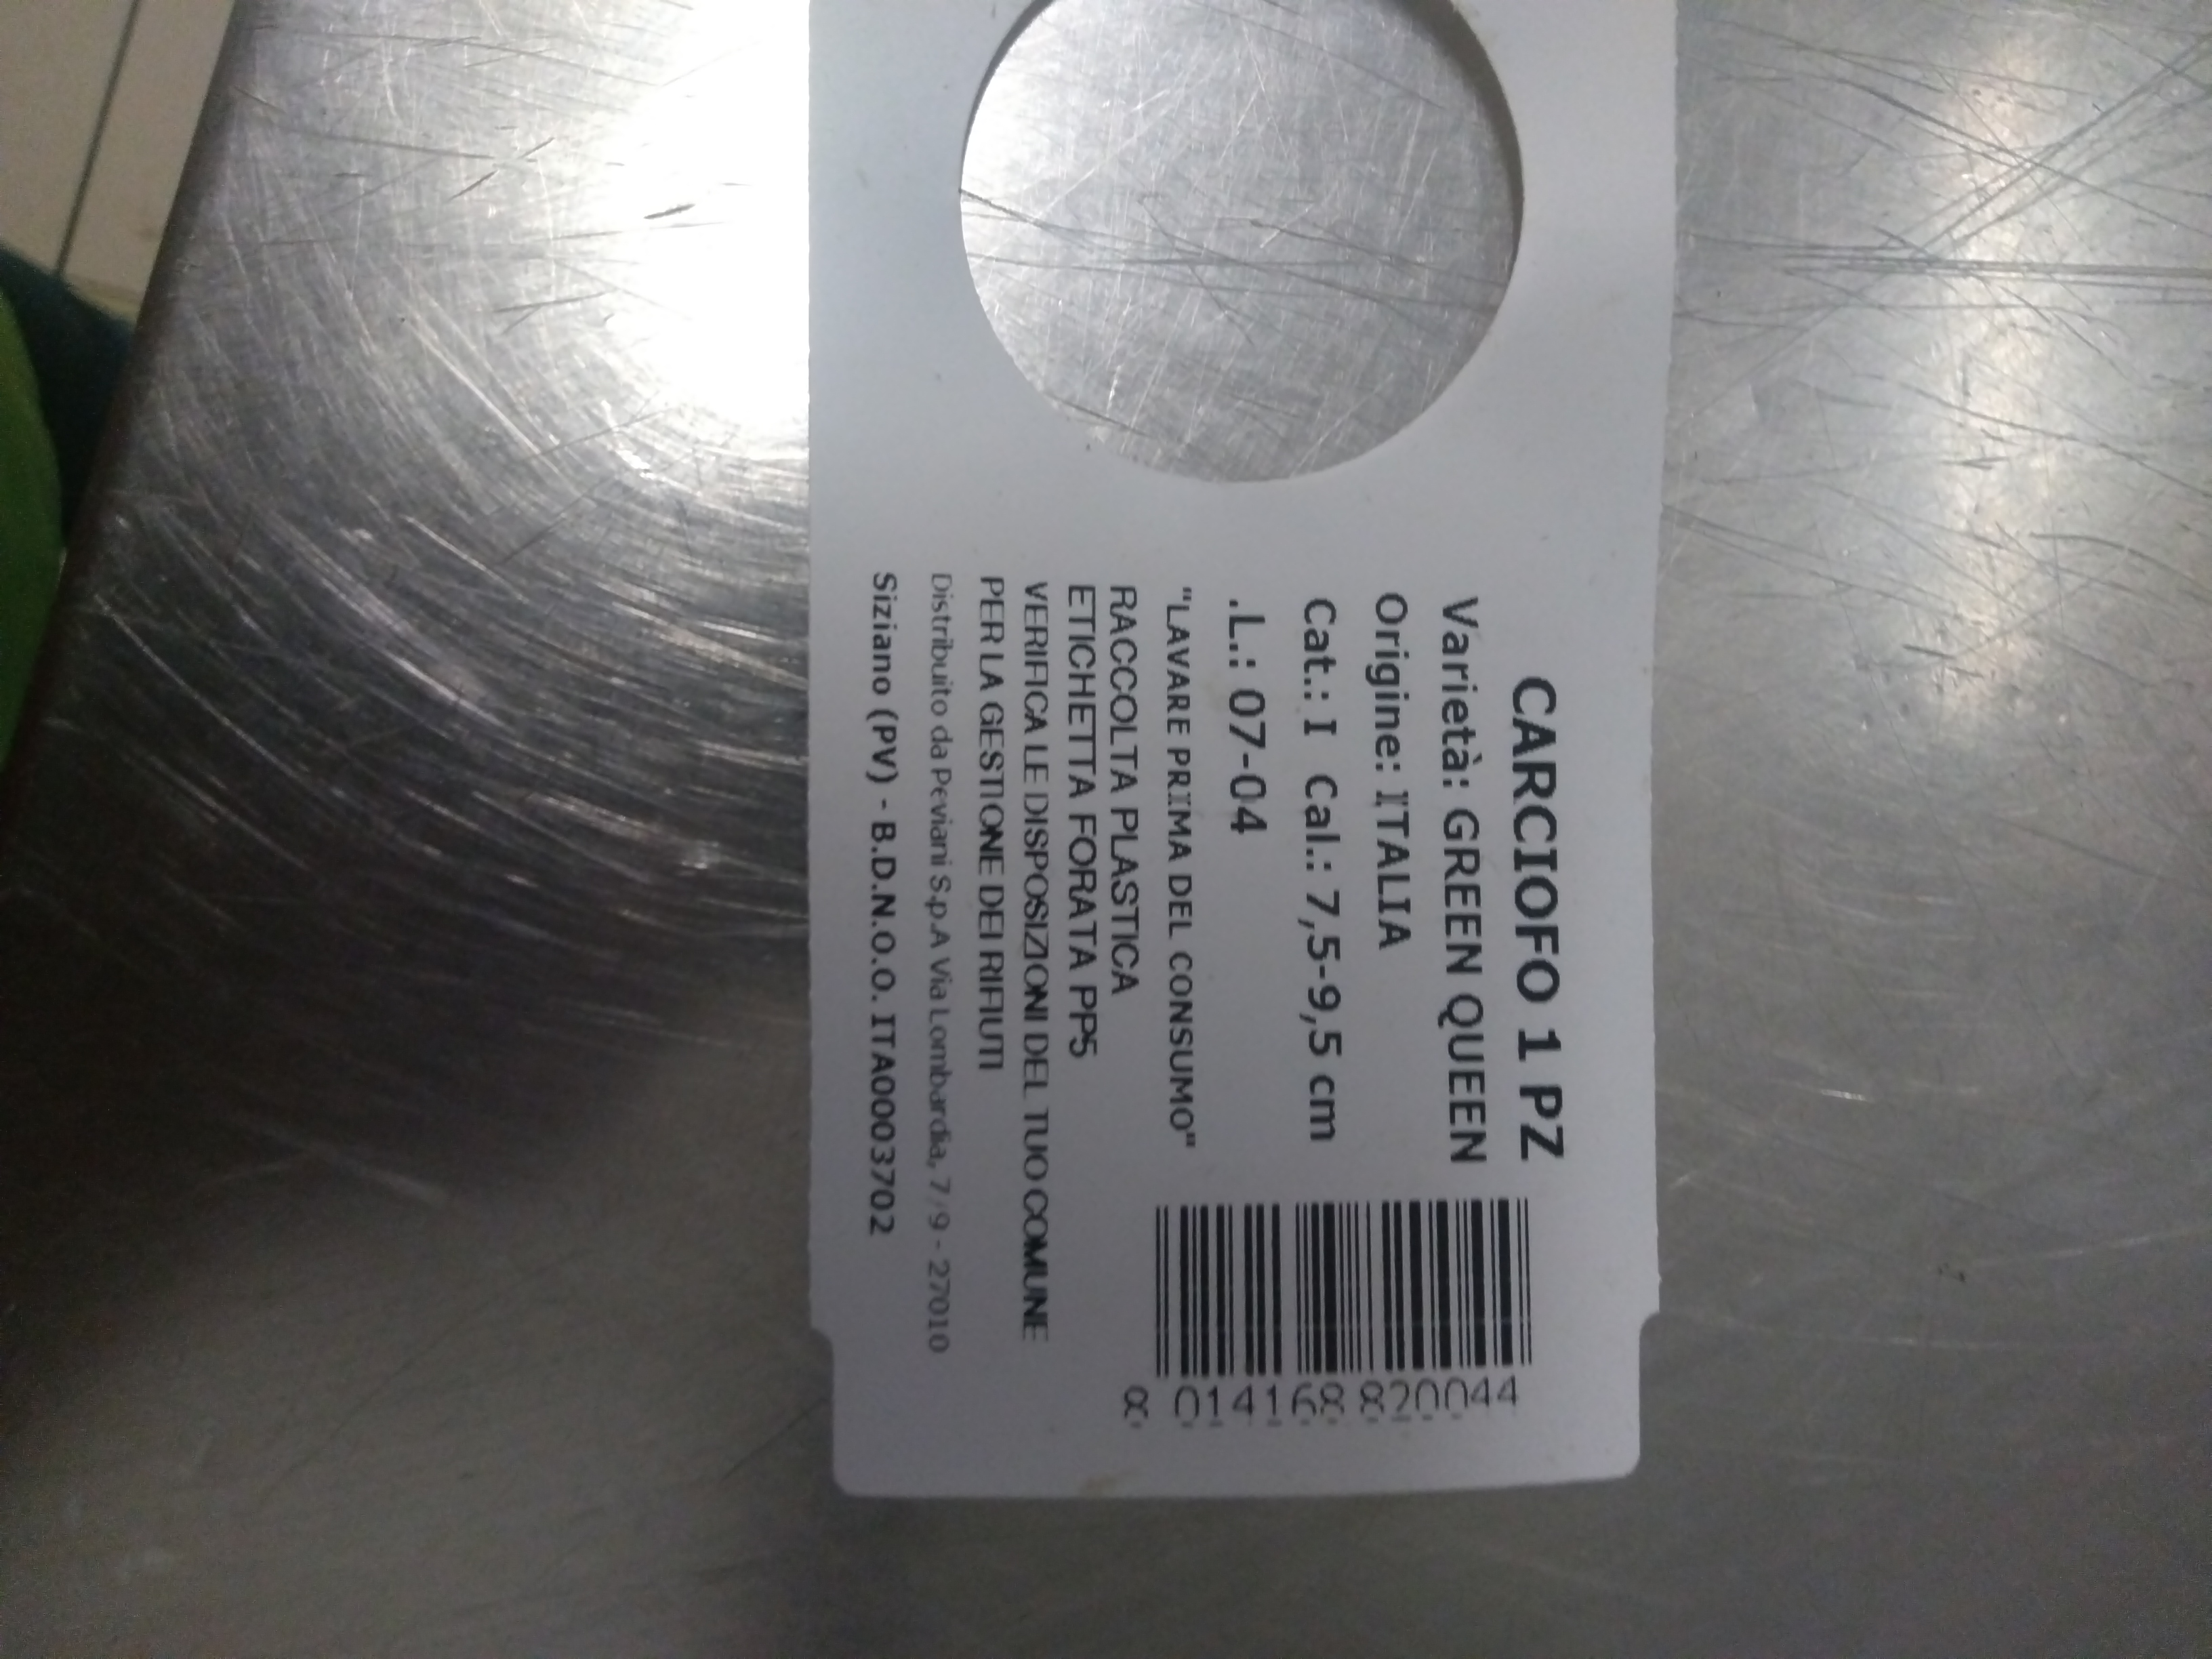 CARCIOFO 1 PZ
Varietà: GREEN QUEEN
Origine: ITALIA
Cat.: I Cal.: 7,5-9,5 cm
.L.: 07-04
"LAVARE PRIMA DEL CONSUMO"
RACCOLTA PLASTICA
ETICHETTA FORATA PP5
VERIFICA LE DISPOSIZIONI DEL TUO COMUNE
PER LA GESTIONE DEI RIFIUTI
Distribuito da Peviani S.p.A Via Lombardia, 7/9 - 27010
Siziano (PV) - B.D.N.O.O. ITA0003702
8 014168 820044